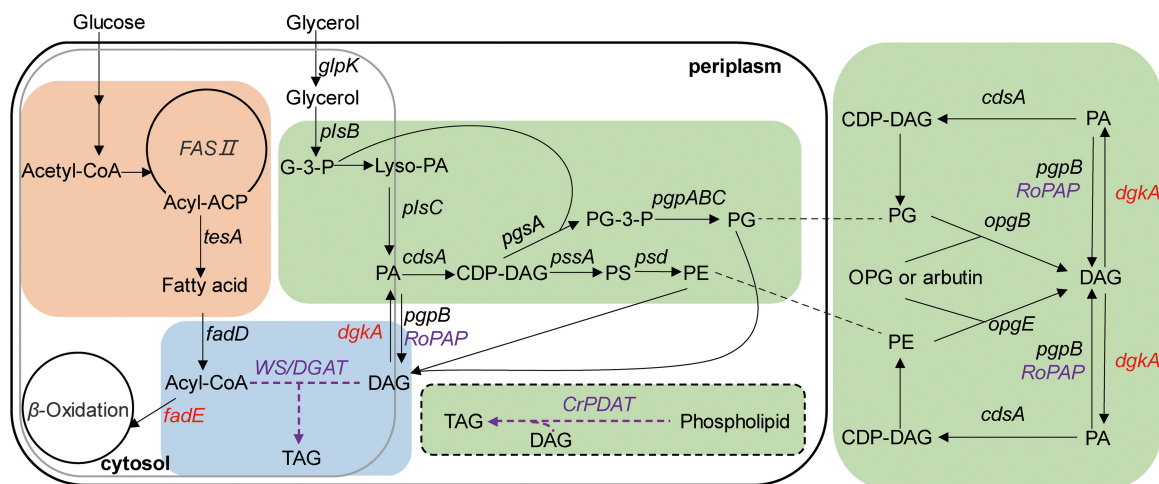 Glucose
Glycerol
periplasm
glpK
Glycerol
plsB
FAS II
Acetyl-CoA
G-3-P
Lyso-PA
Acyl-ACP
plsC
pgsA
PG-3-P
pgpABC
PG
tesA
Fatty acid
PA
cdsA
CDP-DAG
pssA
PS
psd
PE
fadD
dgkA
pgpB
RoPAP
WS/DGAT
Acyl-CoA
DAG
β-Oxidation
fadE
TAG
cytosol
CrPDAT
TAG
Phospholipid
DAG
cdsA
CDP-DAG
PA
pgpB
RoPAP
dgkA
PG
opgB
OPG or arbutin
DAG
opgE
PE
pgpB
RoPAP
dgkA
cdsA
CDP-DAG
PA